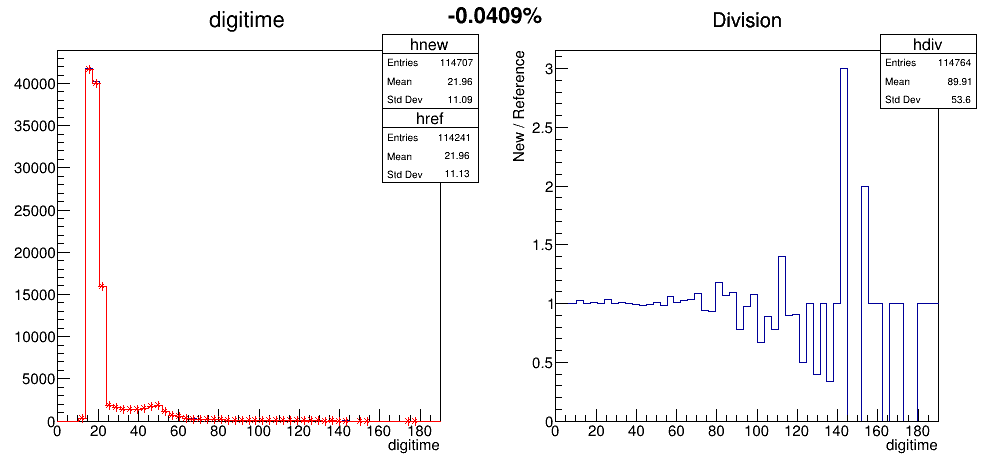 -0.0409%
digitime
hnew
Entries 114707
Mean 21.96
Std Dev 11.09
href
Entries 114241
Mean 21.96
Std Dev 11.13
40000
35000
30000
25000
20000
15000
10000
5000
0
0 20 40 60 80 100 120 140 160 180
digitime
Division
hdiv
Entries 114764
Mean 89.91
Std Dev 53.6
New / Reference
3
2.5
2
1.5
1
0.5
0
0 20 40 60 80 100 120 140 160 180
digitime